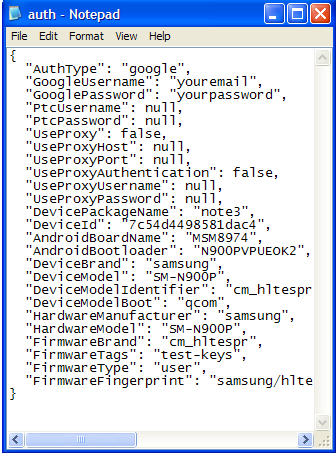 auth - Notepad
File Edit Format View Help
{
"AuthType": "google",
"GoogleUsername": "youremail",
"GooglePassword": "yourpassword",
"PtcUsername": null,
"PtcPassword": null,
"UseProxy": false,
"UseProxyHost": null,
"UseProxyPort": null,
"UseProxyAuthentication": false,
"UseProxyUsername": null,
"UseProxyPassword": null,
"DevicePackageName": "note3",
"DeviceId": "7c54d4498581dac4",
"AndroidBoardName": "MSM8974",
"AndroidBootloader": "N900PVPUEOK2",
"DeviceBrand": "samsung",
"DeviceModel": "SM-N900P",
"DeviceModelIdentifier": "cm_hltespr
"DeviceModelBoot": "qcom",
"HardwareManufacturer": "samsung",
"HardwareModel": "SM-N900P",
"FirmwareBrand": "cm_hltespr",
"FirmwareTags": "test-keys",
"FirmwareType": "user",
"FirmwareFingerprint": "samsung/hlte
}